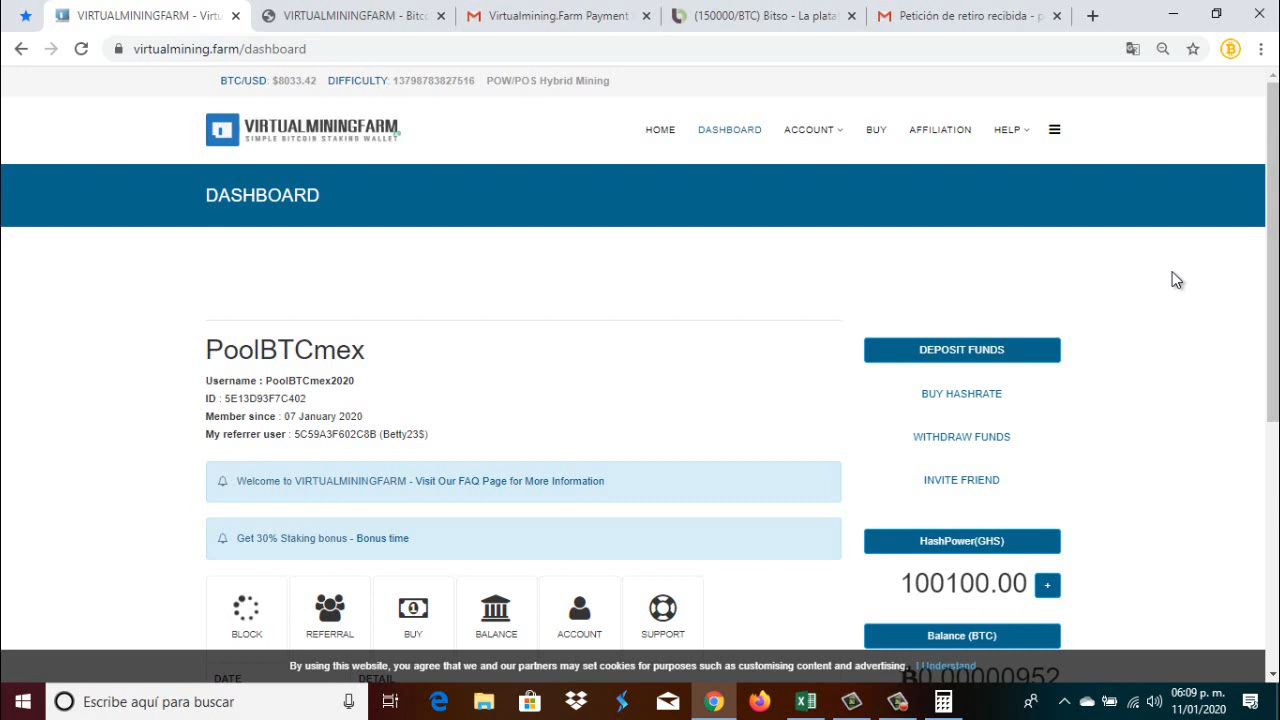 VIRTUALMININGFARM - Virtu
VIRTUALMININGFARM - Bitco
Virtualmining.Farm Payment
(150000/BTC) Bitso - La plata
Petición de retiro recibida - p
virtualmining.farm/dashboard
BTC/USD: $8033.42 DIFFICULTY: 13798783827516 POW/POS Hybrid Mining
VIRTUALMININGFARM
SIMPLE BITCOIN STAKING WALLET
HOME DASHBOARD ACCOUNT BUY AFFILIATION HELP
DASHBOARD
PoolBTCmex
Username : PoolBTCmex2020
ID : 5E13D93F7C402
Member since : 07 January 2020
My referrer user : 5C59A3F602C8B (Betty23$)
Welcome to VIRTUALMININGFARM - Visit Our FAQ Page for More Information
Get 30% Staking bonus - Bonus time
BLOCK REFERRAL BUY BALANCE ACCOUNT SUPPORT
DATE DETAIL
DEPOSIT FUNDS
BUY HASHRATE
WITHDRAW FUNDS
INVITE FRIEND
HashPower(GHS)
100100.00 +
Balance (BTC)
฿0.00000952
By using this website, you agree that we and our partners may set cookies for purposes such as customising content and advertising. I Understand
Escribe aquí para buscar
06:09 p. m.
11/01/2020